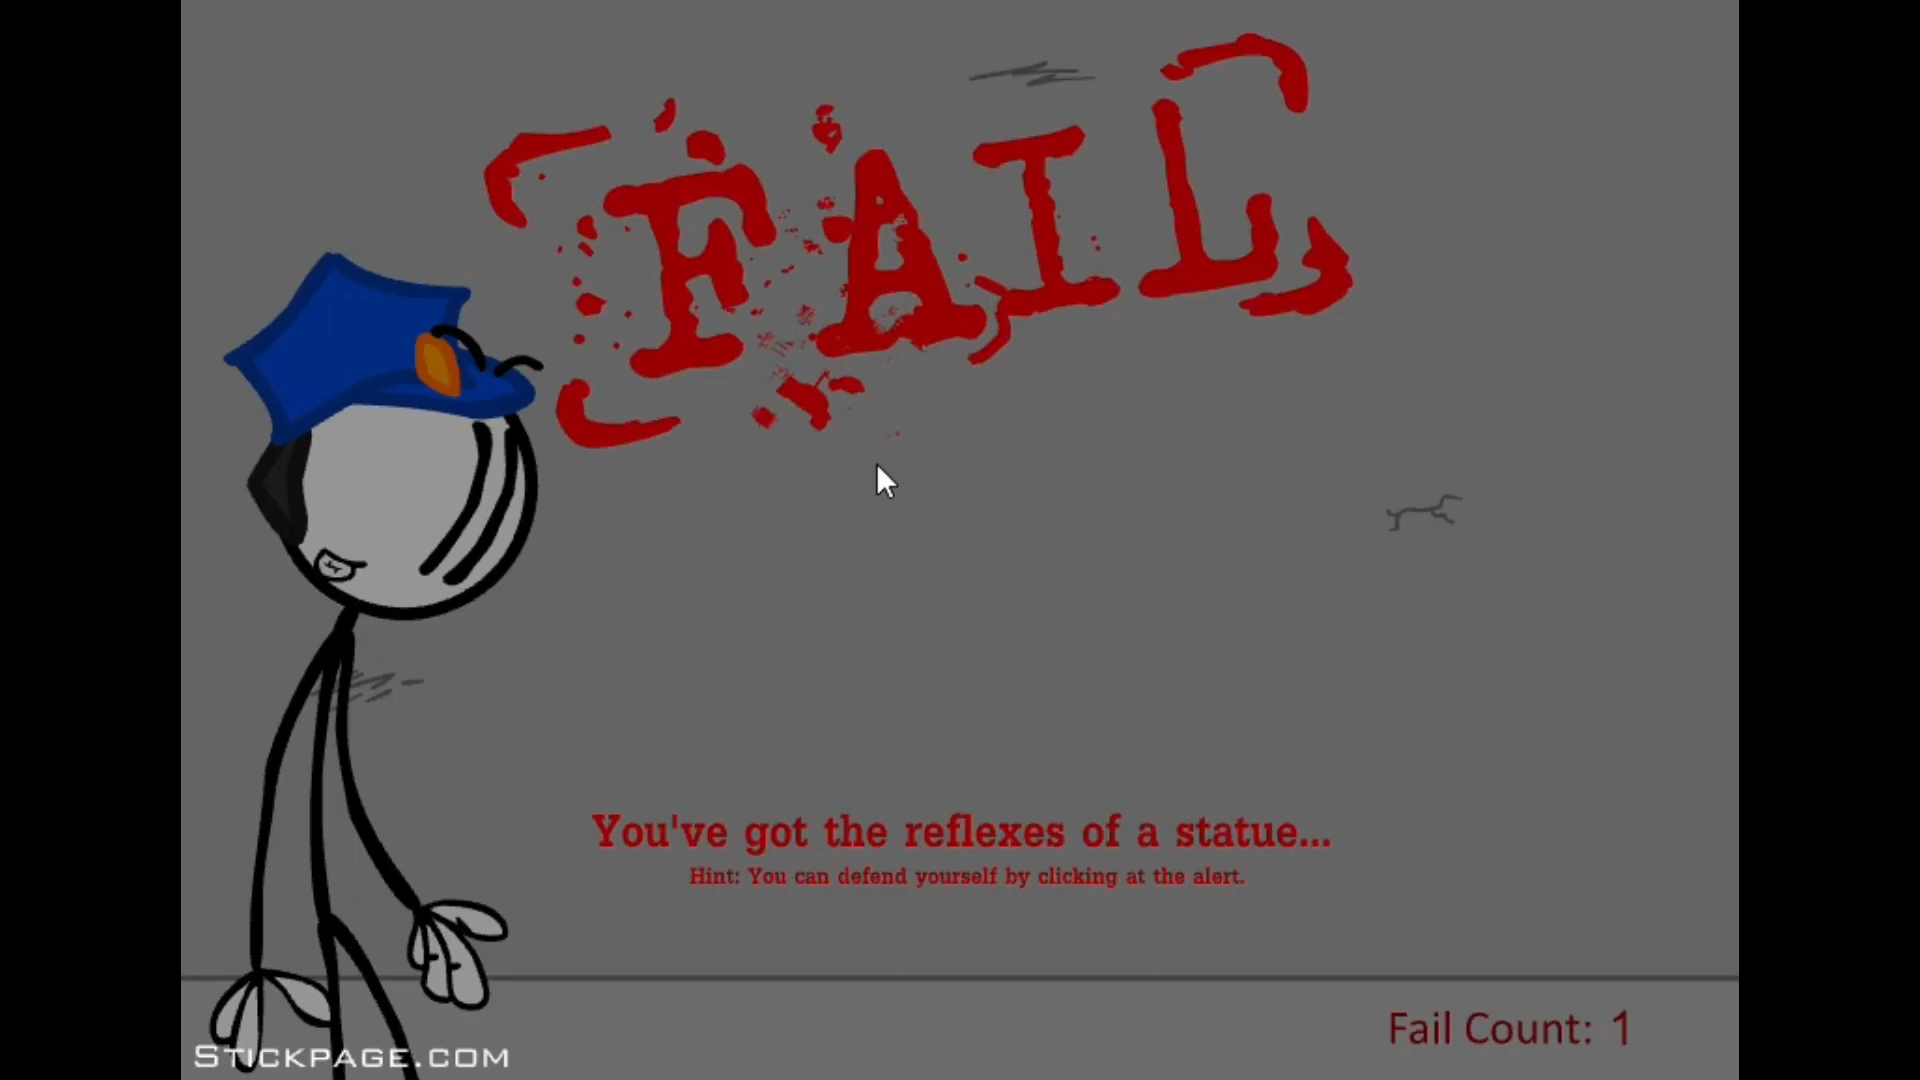 FAIL
You've got the reflexes of a statue...
Hint: You can defend yourself by clicking at the alert.
Fail Count: 1
STICKPAGE.COM